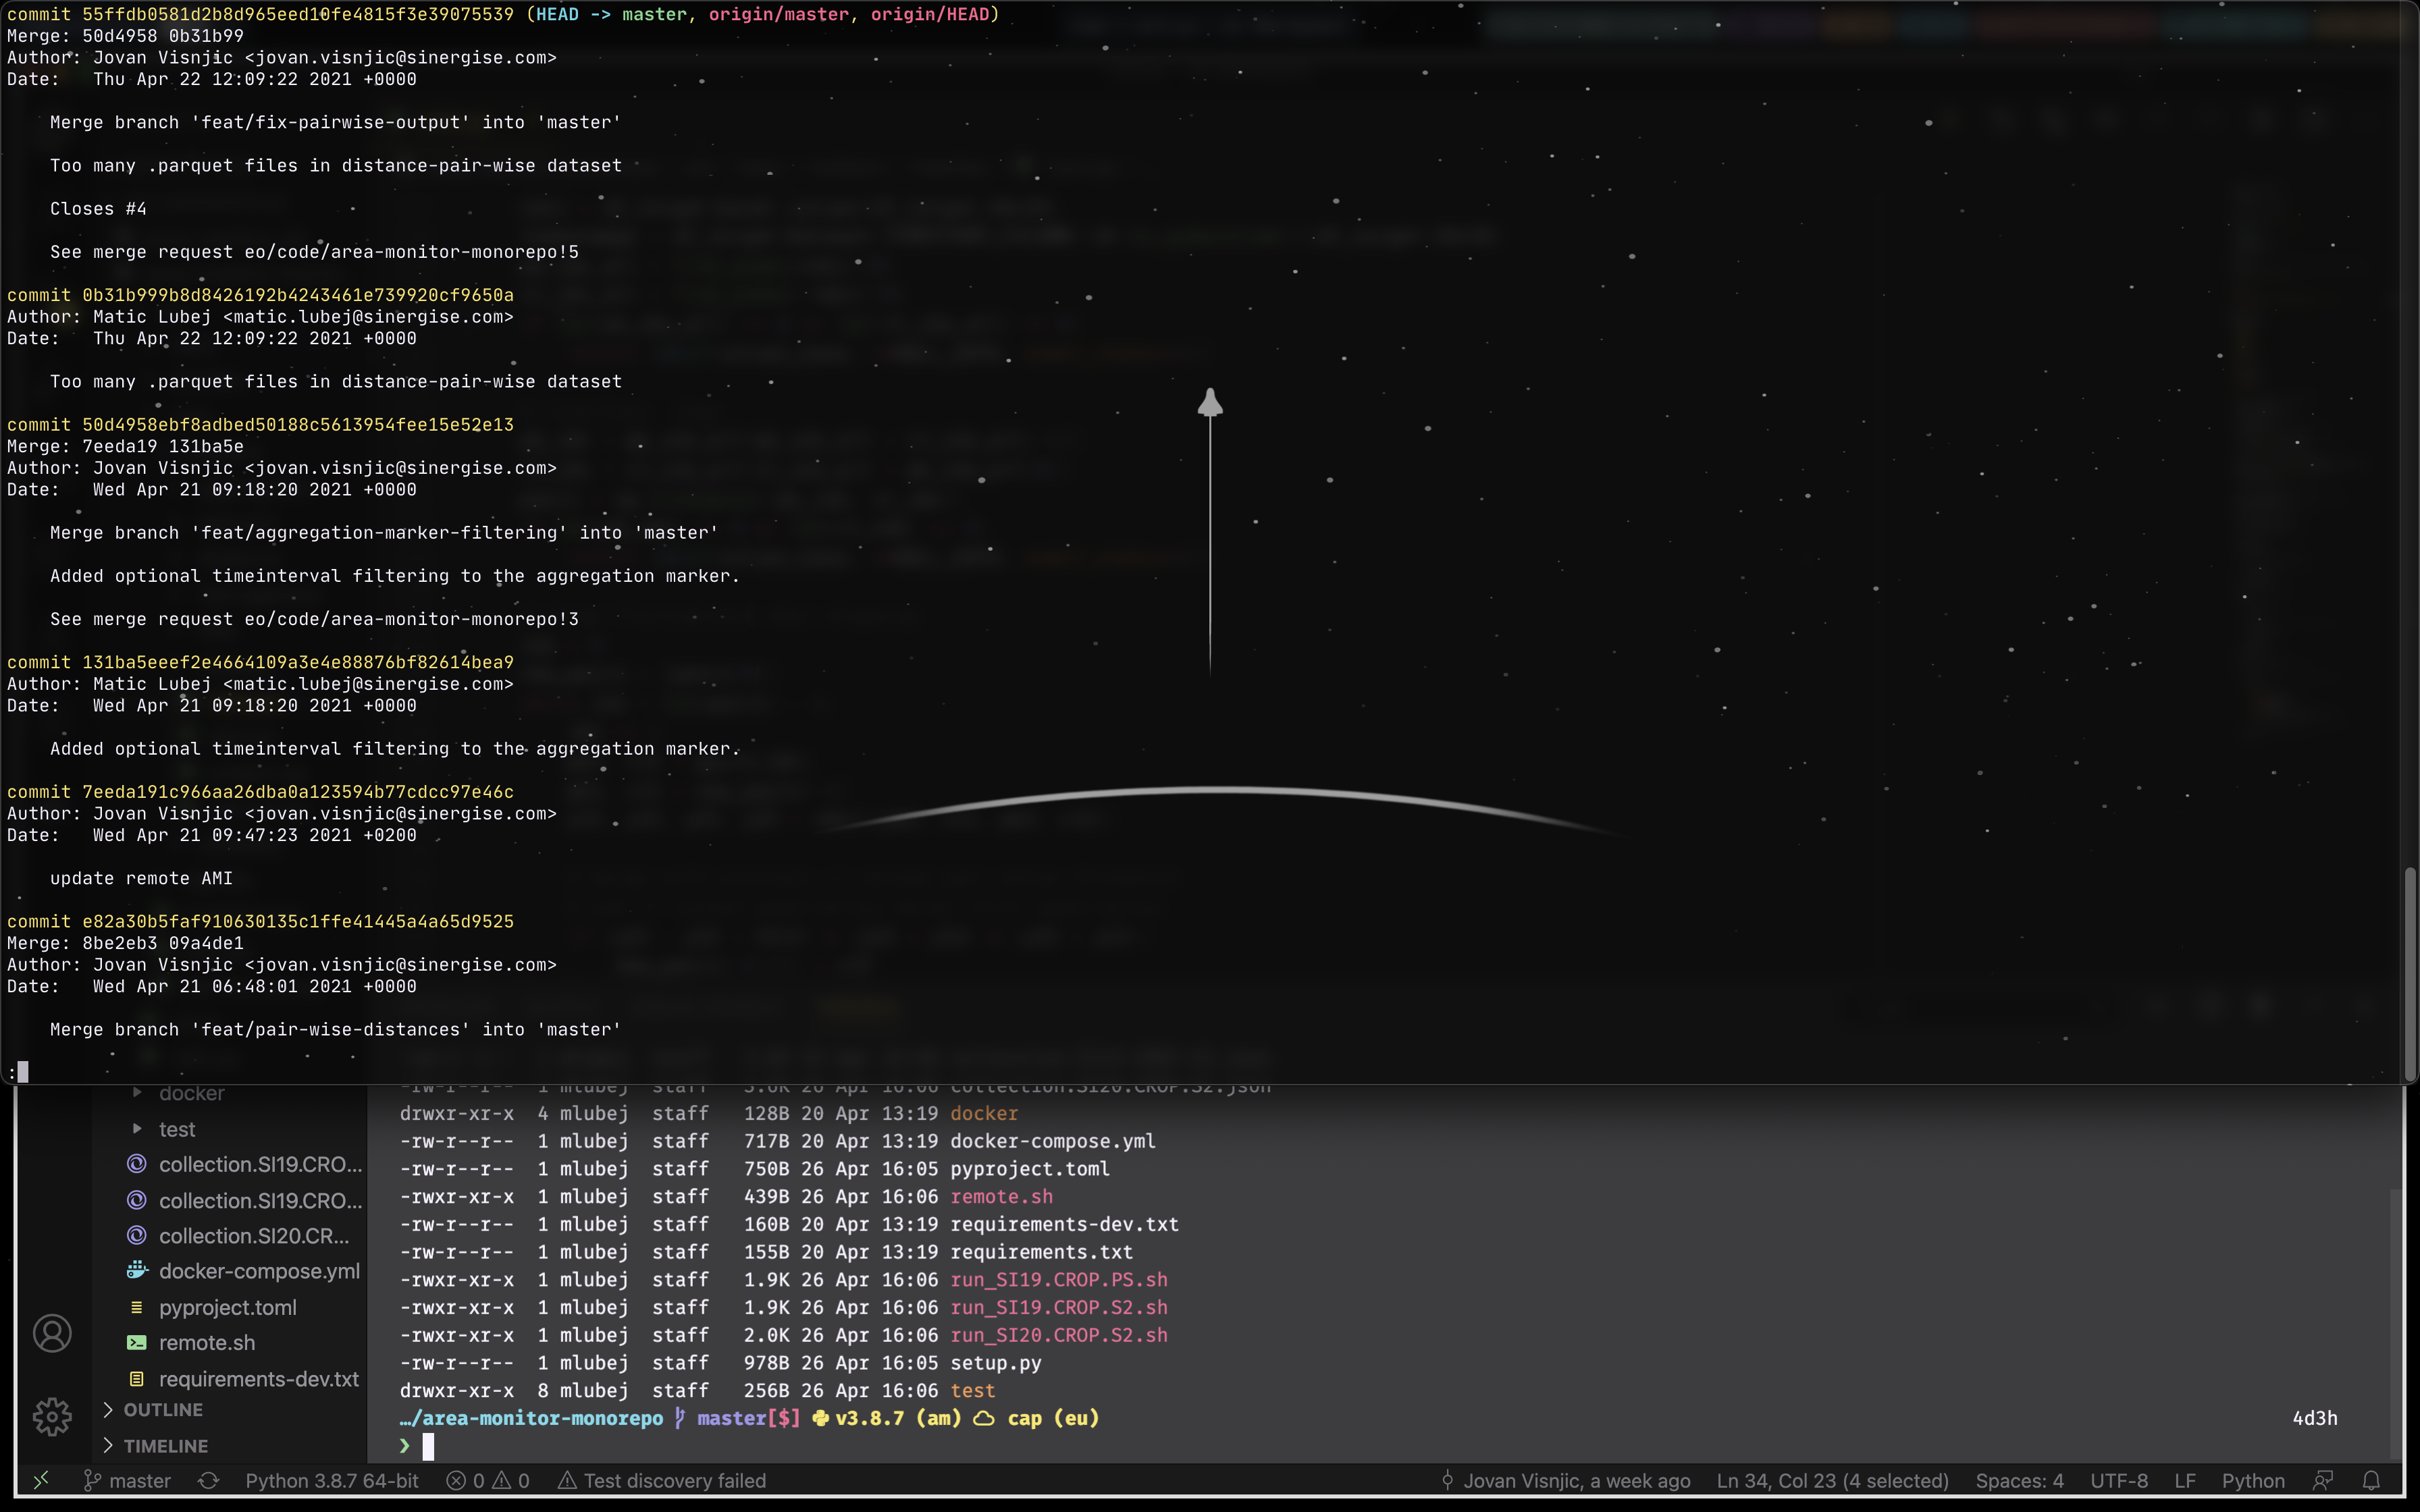 commit 55ffdb0581d2b8d965eed10fe4815f3e39075539 (HEAD -> master, origin/master, origin/HEAD)
Merge: 50d4958 0b31b99
Author: Jovan Visnjic <jovan.visnjic@sinergise.com>
Date:   Thu Apr 22 12:09:22 2021 +0000
Merge branch 'feat/fix-pairwise-output' into 'master'
Too many .parquet files in distance-pair-wise dataset
Closes #4
See merge request eo/code/area-monitor-monorepo!5
commit 0b31b999b8d8426192b4243461e739920cf9650a
Author: Matic Lubej <matic.lubej@sinergise.com>
Date:   Thu Apr 22 12:09:22 2021 +0000
Too many .parquet files in distance-pair-wise dataset
commit 50d4958ebf8adbed50188c5613954fee15e52e13
Merge: 7eeda19 131ba5e
Author: Jovan Visnjic <jovan.visnjic@sinergise.com>
Date:   Wed Apr 21 09:18:20 2021 +0000
Merge branch 'feat/aggregation-marker-filtering' into 'master'
Added optional timeinterval filtering to the aggregation marker.
See merge request eo/code/area-monitor-monorepo!3
commit 131ba5eeef2e4664109a3e4e88876bf82614bea9
Author: Matic Lubej <matic.lubej@sinergise.com>
Date:   Wed Apr 21 09:18:20 2021 +0000
Added optional timeinterval filtering to the aggregation marker.
commit 7eeda191c966aa26dba0a123594b77cdcc97e46c
Author: Jovan Visnjic <jovan.visnjic@sinergise.com>
Date:   Wed Apr 21 09:47:23 2021 +0200
update remote AMI
commit e82a30b5faf910630135c1ffe41445a4a65d9525
Merge: 8be2eb3 09a4de1
Author: Jovan Visnjic <jovan.visnjic@sinergise.com>
Date:   Wed Apr 21 06:48:01 2021 +0000
Merge branch 'feat/pair-wise-distances' into 'master'
:
docker
test
collection.SI19.CRO...
collection.SI19.CRO...
collection.SI20.CR...
docker-compose.yml
pyproject.toml
remote.sh
requirements-dev.txt
OUTLINE
TIMELINE
-rw-r--r--  1 mlubej  staff   3.6K 26 Apr 16:06 collection.SI20.CROP.S2.json
drwxr-xr-x  4 mlubej  staff   128B 20 Apr 13:19 docker
-rw-r--r--  1 mlubej  staff   717B 20 Apr 13:19 docker-compose.yml
-rw-r--r--  1 mlubej  staff   750B 26 Apr 16:05 pyproject.toml
-rwxr-xr-x  1 mlubej  staff   439B 26 Apr 16:06 remote.sh
-rw-r--r--  1 mlubej  staff   160B 20 Apr 13:19 requirements-dev.txt
-rw-r--r--  1 mlubej  staff   155B 20 Apr 13:19 requirements.txt
-rwxr-xr-x  1 mlubej  staff   1.9K 26 Apr 16:06 run_SI19.CROP.PS.sh
-rwxr-xr-x  1 mlubej  staff   1.9K 26 Apr 16:06 run_SI19.CROP.S2.sh
-rwxr-xr-x  1 mlubej  staff   2.0K 26 Apr 16:06 run_SI20.CROP.S2.sh
-rw-r--r--  1 mlubej  staff   978B 26 Apr 16:05 setup.py
drwxr-xr-x  8 mlubej  staff   256B 26 Apr 16:06 test
…/area-monitor-monorepo master[$] v3.8.7 (am) cap (eu) 4d3h
❯
master Python 3.8.7 64-bit 0 0 Test discovery failed Jovan Visnjic, a week ago Ln 34, Col 23 (4 selected) Spaces: 4 UTF-8 LF Python